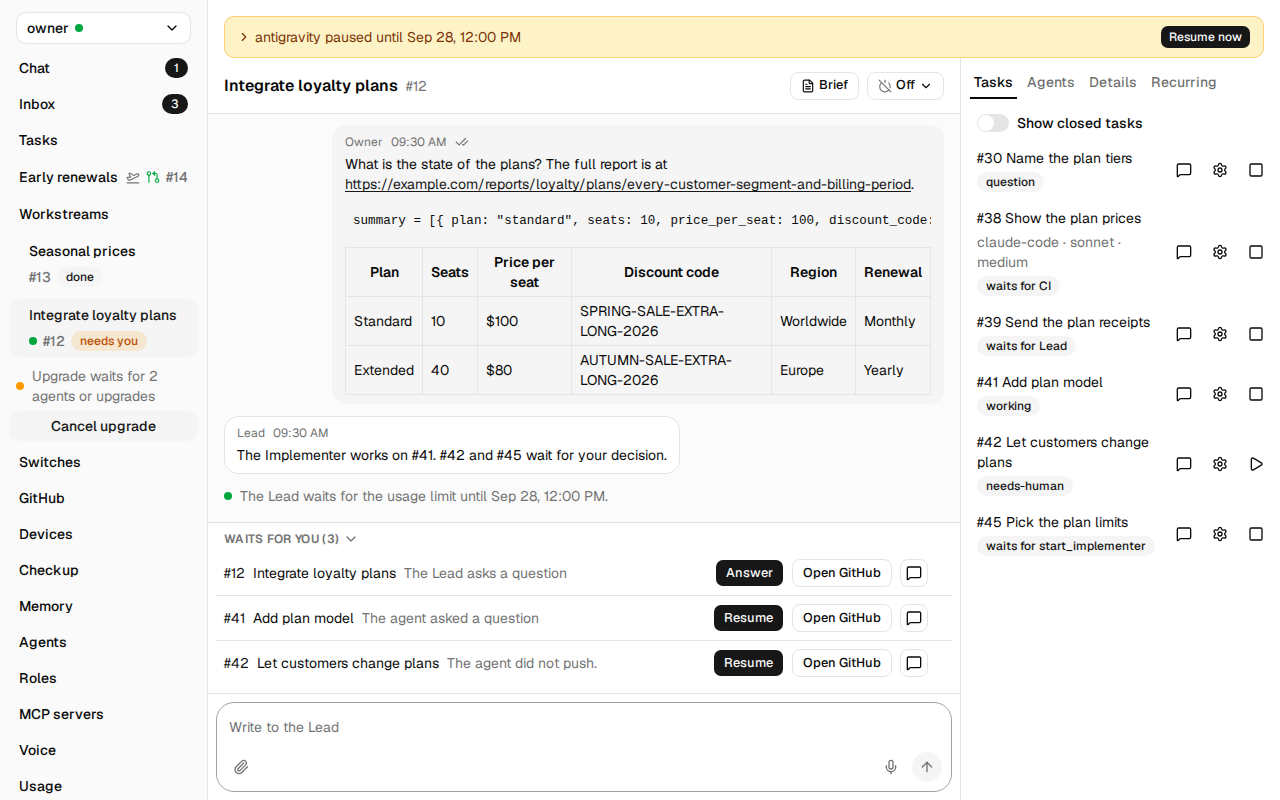 owner
Chat 1
Inbox 3
Tasks
Early renewals #14
Workstreams
Seasonal prices
#13 done
Integrate loyalty plans
#12 needs you
Upgrade waits for 2
agents or upgrades
Cancel upgrade
Switches
GitHub
Devices
Checkup
Memory
Agents
Roles
MCP servers
Voice
Usage
antigravity paused until Sep 28, 12:00 PM
Resume now
Integrate loyalty plans #12
Brief
Off
Owner 09:30 AM
What is the state of the plans? The full report is at
https://example.com/reports/loyalty/plans/every-customer-segment-and-billing-period.
summary = [{ plan: "standard", seats: 10, price_per_seat: 100, discount_code:
Plan Seats Price per seat Discount code Region Renewal
Standard 10 $100 SPRING-SALE-EXTRA-LONG-2026 Worldwide Monthly
Extended 40 $80 AUTUMN-SALE-EXTRA-LONG-2026 Europe Yearly
Lead 09:30 AM
The Implementer works on #41. #42 and #45 wait for your decision.
The Lead waits for the usage limit until Sep 28, 12:00 PM.
WAITS FOR YOU (3)
#12 Integrate loyalty plans The Lead asks a question Answer Open GitHub
#41 Add plan model The agent asked a question Resume Open GitHub
#42 Let customers change plans The agent did not push. Resume Open GitHub
Write to the Lead
Tasks Agents Details Recurring
Show closed tasks
#30 Name the plan tiers
question
#38 Show the plan prices
claude-code · sonnet ·
medium
waits for CI
#39 Send the plan receipts
waits for Lead
#41 Add plan model
working
#42 Let customers change
plans
needs-human
#45 Pick the plan limits
waits for start_implementer